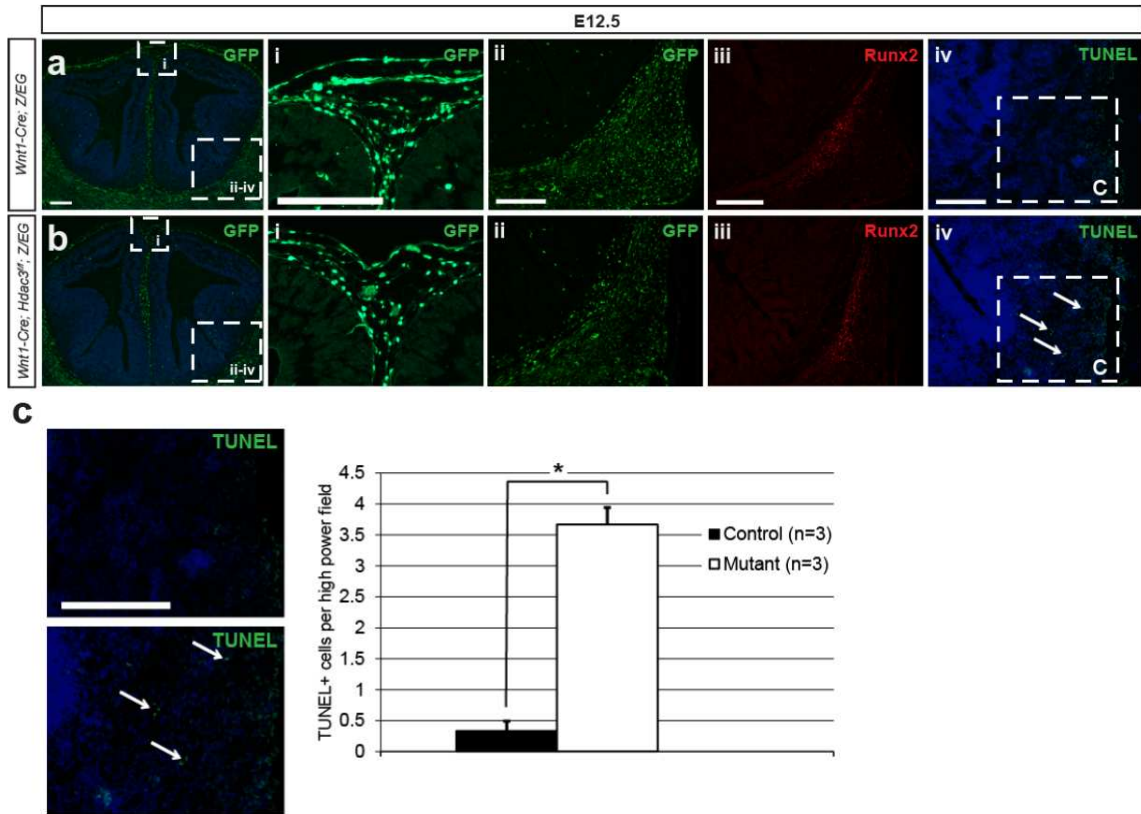 E12.5
Wnt1-Cre; Z/EG
a
GFP
i
ii-iv
i
ii
GFP
iii
Runx2
iv
TUNEL
C
Wnt1-Cre; Hdac3f/f; Z/EG
b
GFP
i
ii-iv
i
ii
GFP
iii
Runx2
iv
TUNEL
C
c
TUNEL
TUNEL
TUNEL+ cells per high power field
4.5
4
3.5
3
2.5
2
1.5
1
0.5
0
*
Control (n=3)
Mutant (n=3)